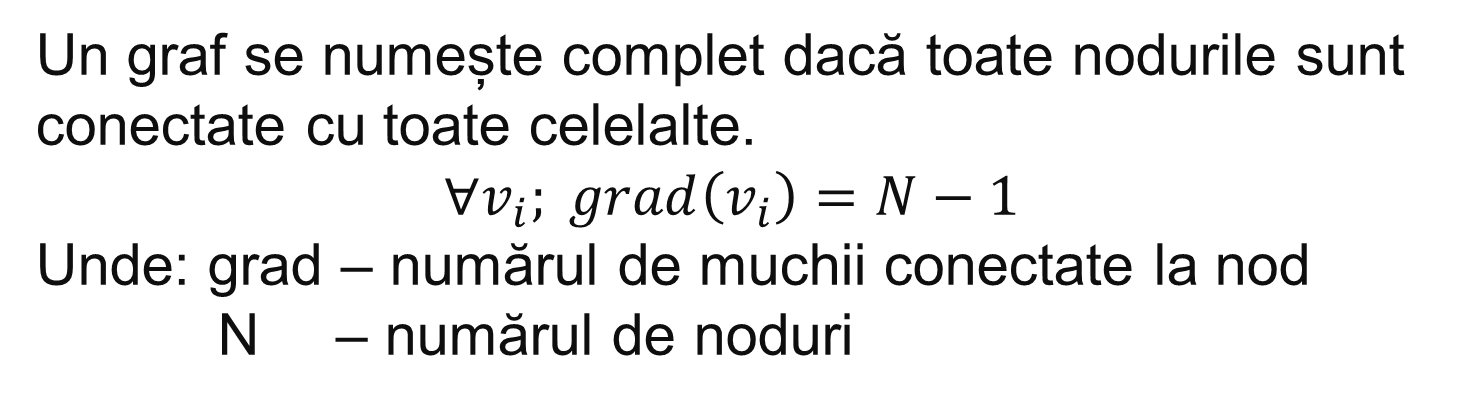 Un graf se numește complet dacă toate nodurile sunt
conectate cu toate celelalte.
∀𝑣ᵢ; 𝑔𝑟𝑎𝑑(𝑣ᵢ) = 𝑁 − 1
Unde: grad – numărul de muchii conectate la nod
N – numărul de noduri